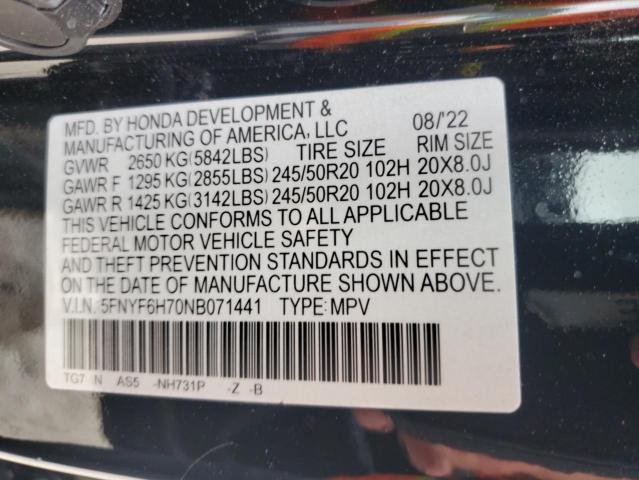 MFD. BY HONDA DEVELOPMENT &
MANUFACTURING OF AMERICA, LLC 08/'22
GVWR 2650 KG(5842LBS) TIRE SIZE RIM SIZE
GAWR F 1295 KG(2855LBS) 245/50R20 102H 20X8.0J
GAWR R 1425 KG(3142LBS) 245/50R20 102H 20X8.0J
THIS VEHICLE CONFORMS TO ALL APPLICABLE
FEDERAL MOTOR VEHICLE SAFETY
AND THEFT PREVENTION STANDARDS IN EFFECT
ON THE DATE OF MANUFACTURE SHOWN ABOVE.
V.I.N.: 5FNYF6H70NB071441 TYPE: MPV
TG7 N AS5 -NH731P -Z -B